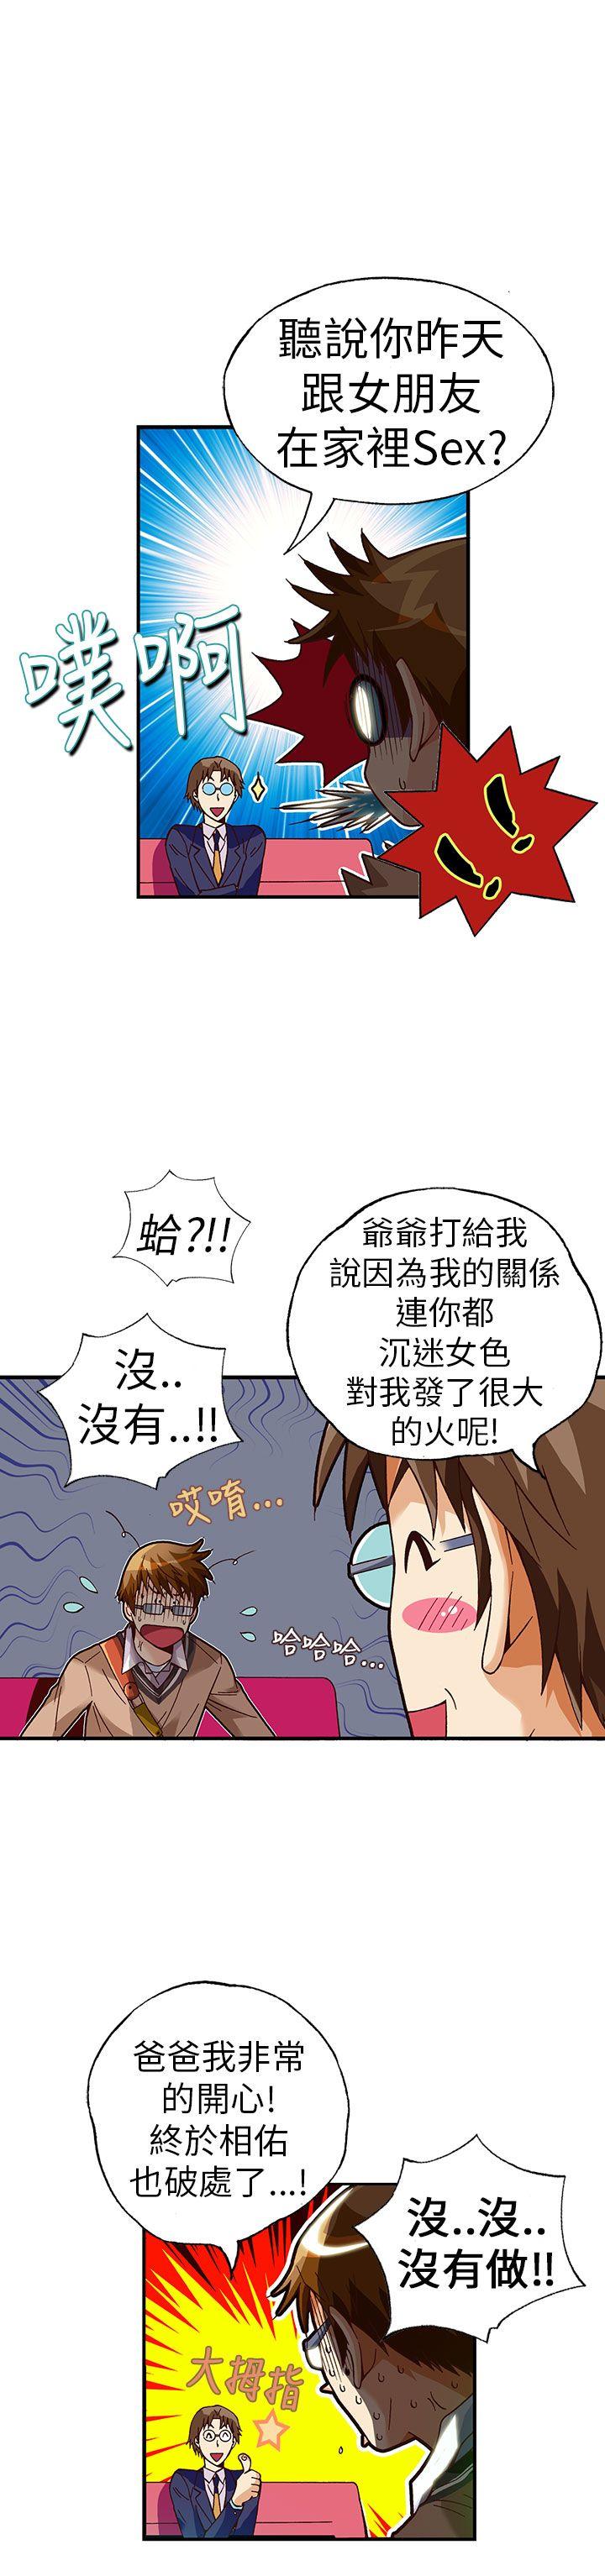 聽說你昨天
跟女朋友
在家裡Sex?
噗啊
蛤?!!
爺爺打給我
說因為我的關係
連你都
沉迷女色
對我發了很大
的火呢!
沒..
沒有..!!
哎唷...
哈哈哈...
爸爸我非常
的開心!
終於相佑
也破處了...!
沒..沒..
沒有做!!
大拇指